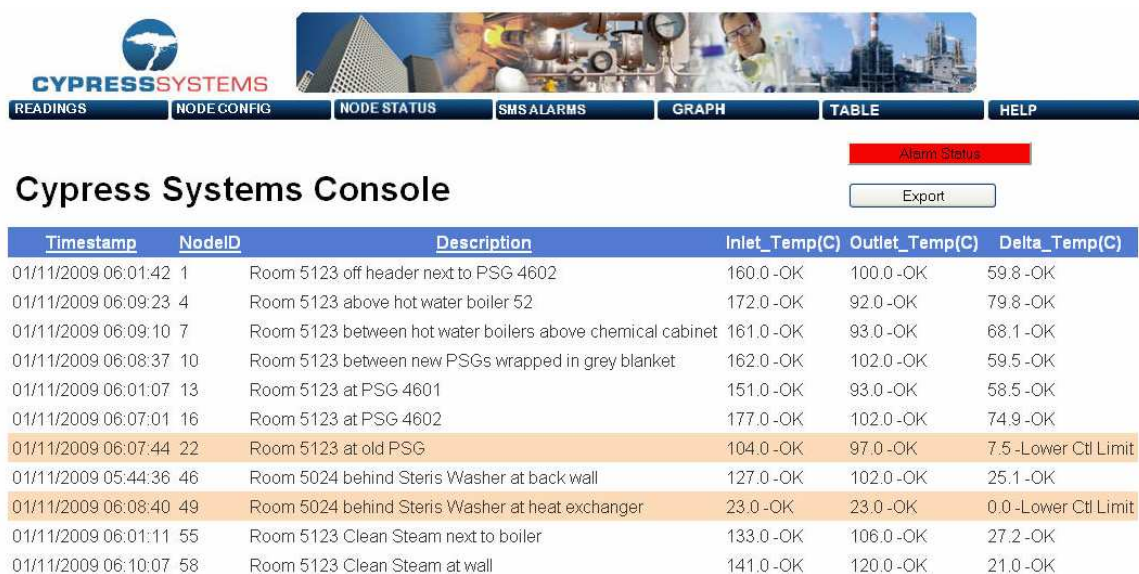 CYPRESSSYSTEMS
READINGS NODE CONFIG NODE STATUS SMS ALARMS GRAPH TABLE HELP
Alarm Status
Cypress Systems Console
Export
Timestamp NodeID Description Inlet_Temp(C) Outlet_Temp(C) Delta_Temp(C)
01/11/2009 06:01:42 1 Room 5123 off header next to PSG 4602 160.0 -OK 100.0 -OK 59.8 -OK
01/11/2009 06:09:23 4 Room 5123 above hot water boiler 52 172.0 -OK 92.0 -OK 79.8 -OK
01/11/2009 06:09:10 7 Room 5123 between hot water boilers above chemical cabinet 161.0 -OK 93.0 -OK 68.1 -OK
01/11/2009 06:08:37 10 Room 5123 between new PSGs wrapped in grey blanket 162.0 -OK 102.0 -OK 59.5 -OK
01/11/2009 06:01:07 13 Room 5123 at PSG 4601 151.0 -OK 93.0 -OK 58.5 -OK
01/11/2009 06:07:01 16 Room 5123 at PSG 4602 177.0 -OK 102.0 -OK 74.9 -OK
01/11/2009 06:07:44 22 Room 5123 at old PSG 104.0 -OK 97.0 -OK 7.5 -Lower Ctl Limit
01/11/2009 05:44:36 46 Room 5024 behind Steris Washer at back wall 127.0 -OK 102.0 -OK 25.1 -OK
01/11/2009 06:08:40 49 Room 5024 behind Steris Washer at heat exchanger 23.0 -OK 23.0 -OK 0.0 -Lower Ctl Limit
01/11/2009 06:01:11 55 Room 5123 Clean Steam next to boiler 133.0 -OK 106.0 -OK 27.2 -OK
01/11/2009 06:10:07 58 Room 5123 Clean Steam at wall 141.0 -OK 120.0 -OK 21.0 -OK